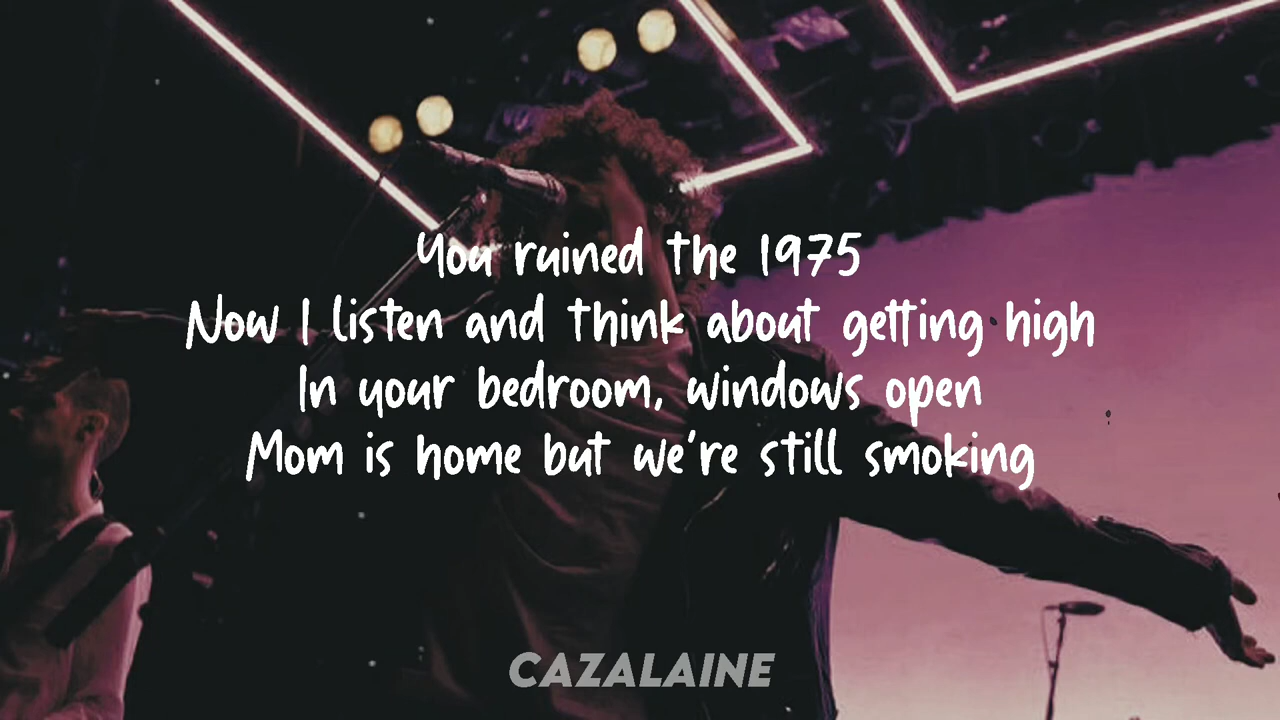 You ruined the 1975
Now I listen and think about getting high
In your bedroom, windows open
Mom is home but we're still smoking
CAZALAINE